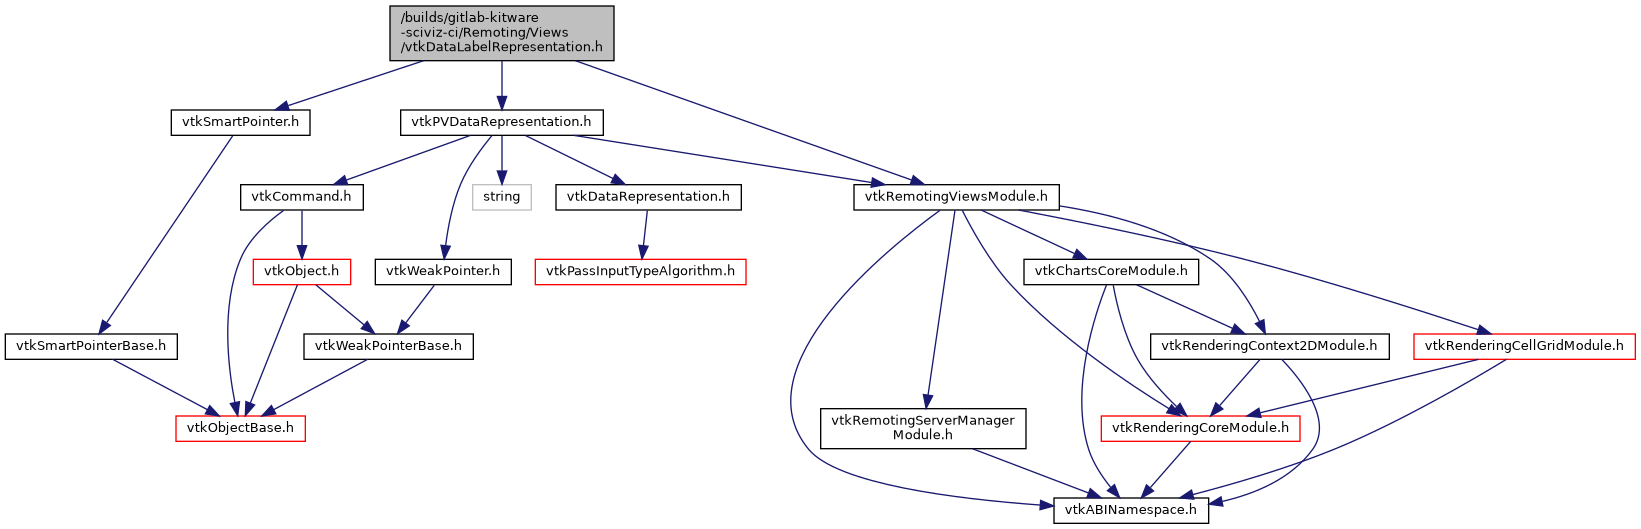 /builds/gitlab-kitware
-sciviz-ci/Remoting/Views
/vtkDataLabelRepresentation.h
vtkSmartPointer.h
vtkPVDataRepresentation.h
vtkCommand.h
string
vtkDataRepresentation.h
vtkRemotingViewsModule.h
vtkObject.h
vtkWeakPointer.h
vtkPassInputTypeAlgorithm.h
vtkChartsCoreModule.h
vtkSmartPointerBase.h
vtkWeakPointerBase.h
vtkRenderingContext2DModule.h
vtkRenderingCellGridModule.h
vtkObjectBase.h
vtkRemotingServerManager
Module.h
vtkRenderingCoreModule.h
vtkABINamespace.h